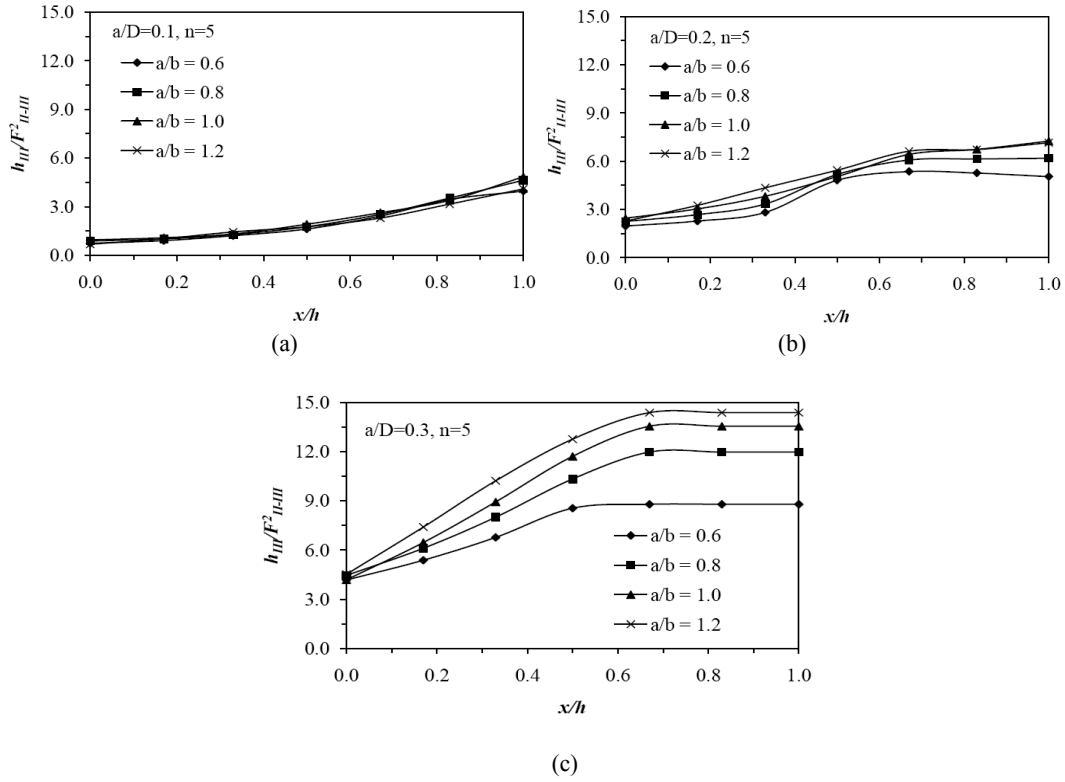 15.0
12.0
9.0
6.0
3.0
0.0
h_III/F²_II-III
a/D=0.1, n=5
a/b = 0.6
a/b = 0.8
a/b = 1.0
a/b = 1.2
0.0 0.2 0.4 0.6 0.8 1.0
x/h
(a)
15.0
12.0
9.0
6.0
3.0
0.0
h_III/F²_II-III
a/D=0.2, n=5
a/b = 0.6
a/b = 0.8
a/b = 1.0
a/b = 1.2
0.0 0.2 0.4 0.6 0.8 1.0
x/h
(b)
15.0
12.0
9.0
6.0
3.0
0.0
h_III/F²_II-III
a/D=0.3, n=5
a/b = 0.6
a/b = 0.8
a/b = 1.0
a/b = 1.2
0.0 0.2 0.4 0.6 0.8 1.0
x/h
(c)